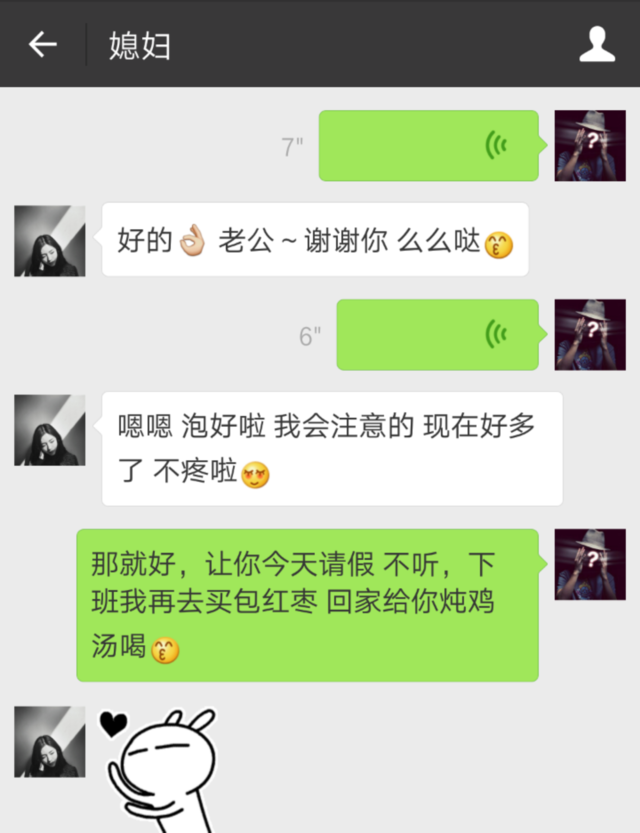 媳妇
7"
好的👌🏼 老公~谢谢你 么么哒😙
6"
嗯嗯 泡好啦 我会注意的 现在好多
了 不疼啦😍
那就好，让你今天请假 不听，下
班我再去买包红枣 回家给你炖鸡
汤喝😙